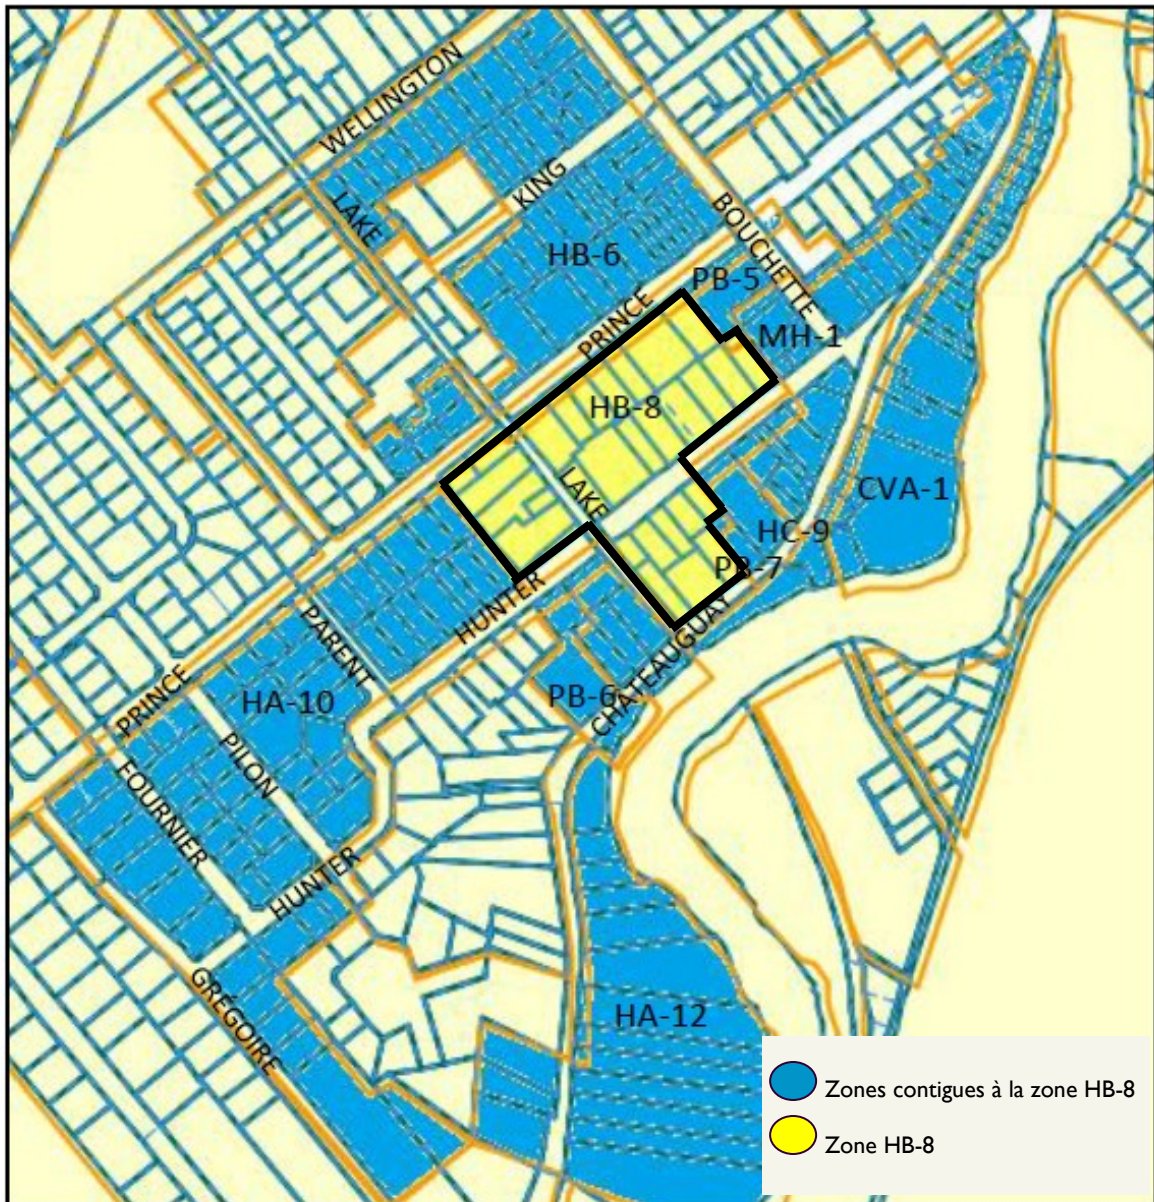 WELLINGTON
KING
LAKE
HB-6
BOUCHETTE
PB-5
PRINCE
MH-1
HB-8
LAKE
CVA-1
HC-9
PB-7
HUNTER
PARENT
CHATEAUGUAY
PB-6
PRINCE
HA-10
PILON
FOURNIER
HUNTER
GRÉGOIRE
HA-12
Zones contigues à la zone HB-8
Zone HB-8